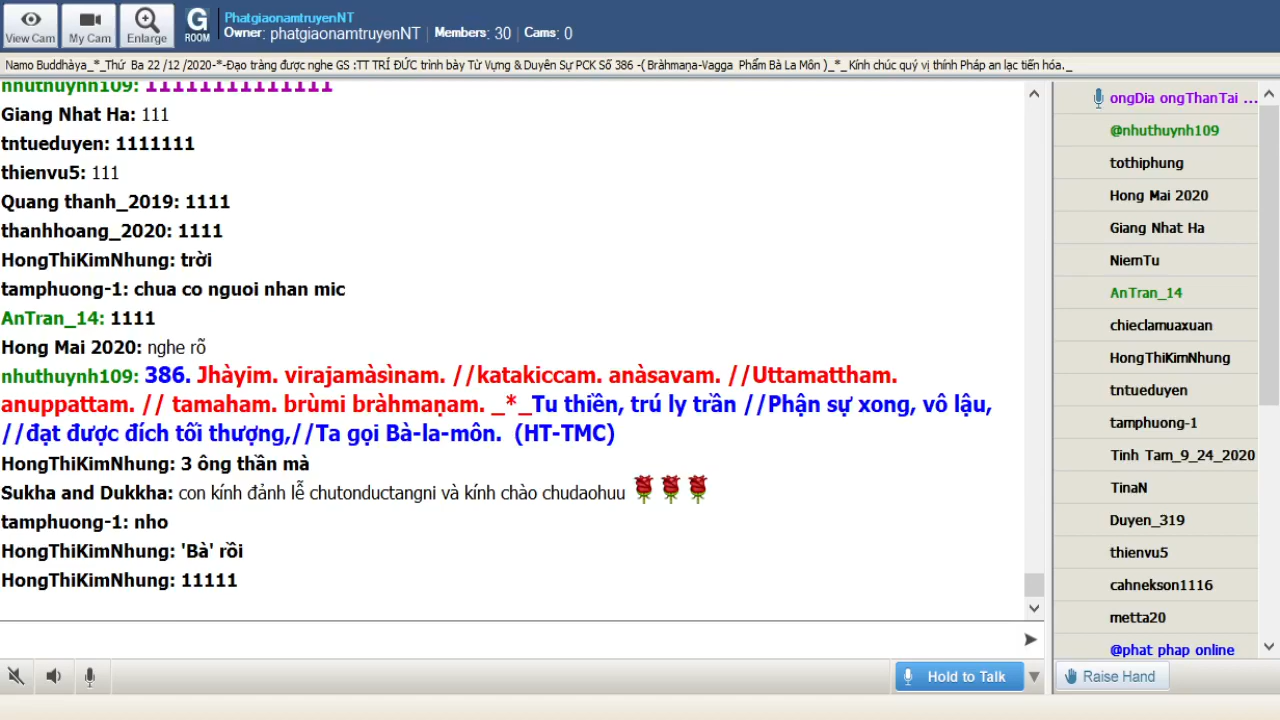 View Cam
My Cam
Enlarge
G
ROOM
PhatgiaonamtruyenNT
Owner: phatgiaonamtruyenNT | Members: 30 | Cams: 0
Namo Buddhàya_*_Thứ Ba 22 /12 /2020-*-Đạo tràng được nghe GS :TT TRÍ ĐỨC trình bày Từ Vựng & Duyên Sự PCK Số 386 -( Bràhmaṇa-Vagga Phẩm Bà La Môn )_*_ Kính chúc quý vị thính Pháp an lạc tiến hóa._
nhuthuynh109: 11111111111111
Giang Nhat Ha: 111
tntueduyen: 1111111
thienvu5: 111
Quang thanh_2019: 1111
thanhhoang_2020: 1111
HongThiKimNhung: trời
tamphuong-1: chua co nguoi nhan mic
AnTran_14: 1111
Hong Mai 2020: nghe rõ
nhuthuynh109: 386. Jhàyim. virajamàsìnam. //katakiccam. anàsavam. //Uttamattham.
anuppattam. // tamaham. brùmi bràhmaṇam. _*_Tu thiền, trú ly trần //Phận sự xong, vô lậu,
//đạt được đích tối thượng,//Ta gọi Bà-la-môn. (HT-TMC)
HongThiKimNhung: 3 ông thần mà
Sukha and Dukkha: con kính đảnh lễ chutonductangni và kính chào chudaohuu
tamphuong-1: nho
HongThiKimNhung: 'Bà' rồi
HongThiKimNhung: 11111
Hold to Talk
ongDia ongThanTai ...
@nhuthuynh109
tothiphung
Hong Mai 2020
Giang Nhat Ha
NiemTu
AnTran_14
chieclamuaxuan
HongThiKimNhung
tntueduyen
tamphuong-1
Tinh Tam_9_24_2020
TinaN
Duyen_319
thienvu5
cahnekson1116
metta20
@phat phap online
Raise Hand